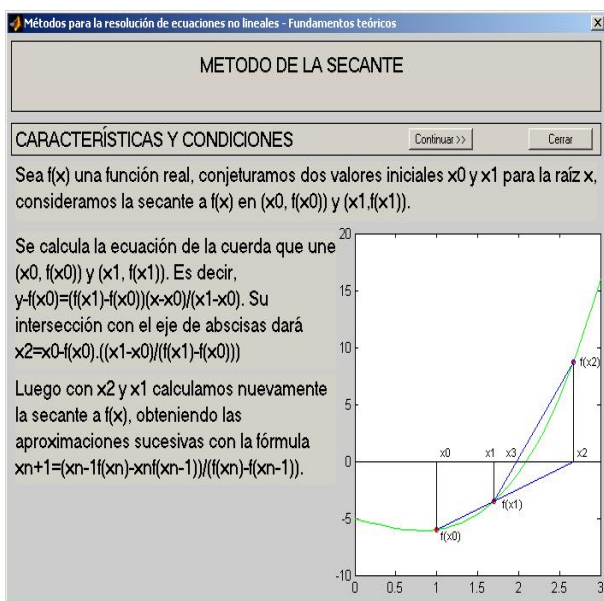 Métodos para la resolución de ecuaciones no lineales - Fundamentos teóricos
METODO DE LA SECANTE
CARACTERÍSTICAS Y CONDICIONES
Continuar >>
Cerrar
Sea f(x) una función real, conjeturamos dos valores iniciales x0 y x1 para la raíz x,
consideramos la secante a f(x) en (x0, f(x0)) y (x1,f(x1)).
Se calcula la ecuación de la cuerda que une
(x0, f(x0)) y (x1, f(x1)). Es decir,
y-f(x0)=(f(x1)-f(x0))(x-x0)/(x1-x0). Su
intersección con el eje de abscisas dará
x2=x0-f(x0).((x1-x0)/(f(x1)-f(x0)))
Luego con x2 y x1 calculamos nuevamente
la secante a f(x), obteniendo las
aproximaciones sucesivas con la fórmula
xn+1=(xn-1f(xn)-xnf(xn-1))/(f(xn)-f(xn-1)).
20
15
10
f(x2)
5
x0 x1 x3 x2
0
f(x1)
-5
f(x0)
-10
0 0.5 1 1.5 2 2.5 3